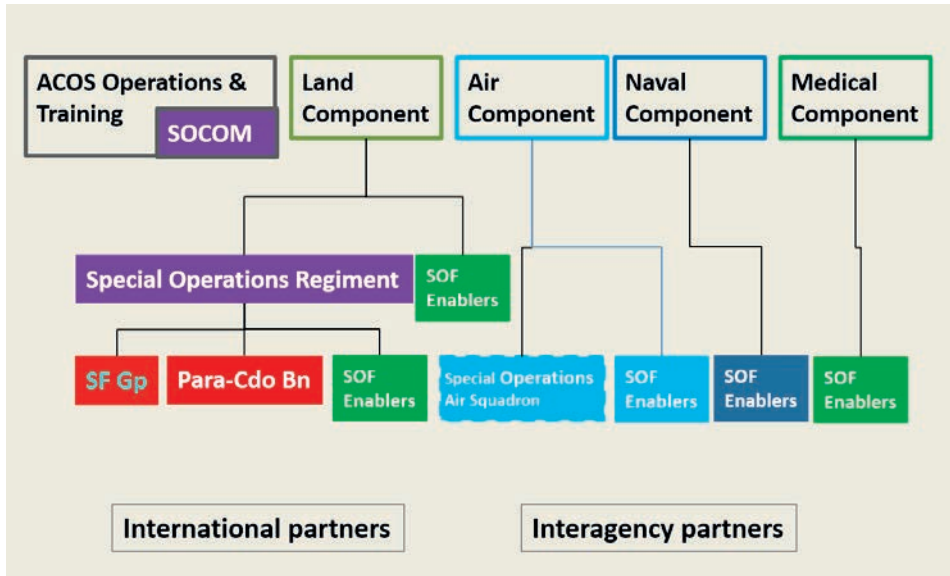 ACOS Operations &
Training
SOCOM
Land
Component
Air
Component
Naval
Component
Medical
Component
Special Operations Regiment
SOF
Enablers
SF Gp
Para-Cdo Bn
SOF
Enablers
Special Operations
Air Squadron
SOF
Enablers
SOF
Enablers
SOF
Enablers
International partners
Interagency partners